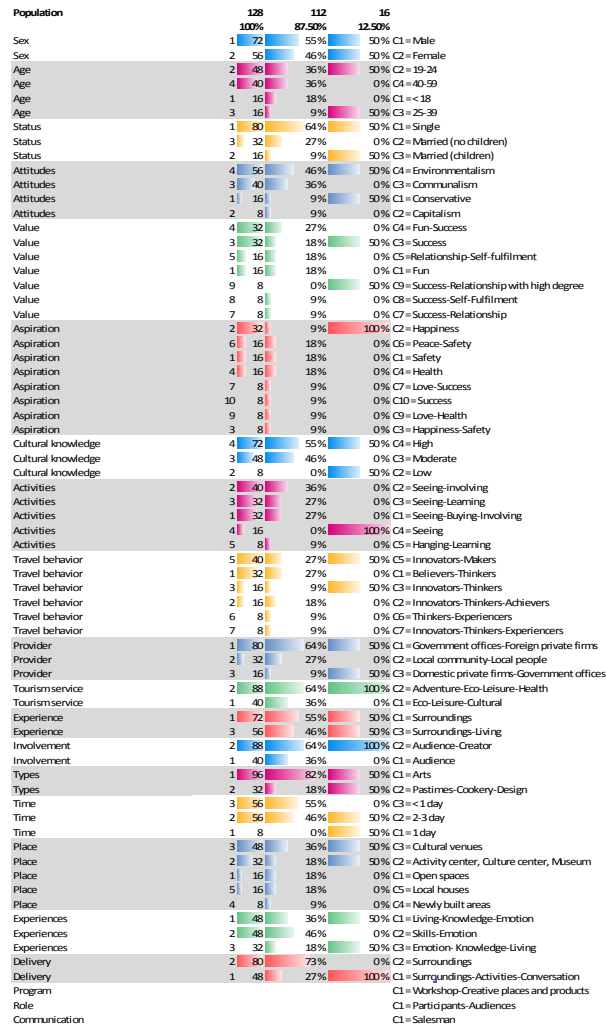 Population 128 112 16
100% 87.50% 12.50%
Sex 1 72 55% 50% C1 = Male
Sex 2 56 46% 50% C2 = Female
Age 2 48 36% 50% C2 = 19-24
Age 4 40 36% 0% C4 = 40-59
Age 1 16 18% 0% C1 = < 18
Age 3 16 9% 50% C3 = 25-39
Status 1 80 64% 50% C1 = Single
Status 3 32 27% 0% C2 = Married (no children)
Status 2 16 9% 50% C3 = Married (children)
Attitudes 4 56 46% 50% C4 = Environmentalism
Attitudes 3 40 36% 0% C3 = Communalism
Attitudes 1 16 9% 50% C1 = Conservative
Attitudes 2 8 9% 0% C2 = Capitalism
Value 4 32 27% 0% C4 = Fun-Success
Value 3 32 18% 50% C3 = Success
Value 5 16 18% 0% C5 =Relationship-Self-fulfilment
Value 1 16 18% 0% C1 = Fun
Value 9 8 0% 50% C9 = Success-Relationship with high degree
Value 8 8 9% 0% C8 = Success-Self-Fulfilment
Value 7 8 9% 0% C7 = Success-Relationship
Aspiration 2 32 9% 100% C2 = Happiness
Aspiration 6 16 18% 0% C6 = Peace-Safety
Aspiration 1 16 18% 0% C1 = Safety
Aspiration 4 16 18% 0% C4 = Health
Aspiration 7 8 9% 0% C7 = Love-Success
Aspiration 10 8 9% 0% C10 = Success
Aspiration 9 8 9% 0% C9 = Love-Health
Aspiration 3 8 9% 0% C3 = Happiness-Safety
Cultural knowledge 4 72 55% 50% C4 = High
Cultural knowledge 3 48 46% 50% C3 = Moderate
Cultural knowledge 2 8 0% 50% C2 = Low
Activities 2 40 36% 0% C2 = Seeing-involving
Activities 3 32 27% 0% C3 = Seeing-Learning
Activities 1 32 27% 0% C1 = Seeing-Buying-Involving
Activities 4 16 0% 100% C4 = Seeing
Activities 5 8 9% 0% C5 = Hanging-Learning
Travel behavior 5 40 27% 50% C5 = Innovators-Makers
Travel behavior 1 32 27% 0% C1 = Believers-Thinkers
Travel behavior 3 16 9% 50% C3 = Innovators-Thinkers
Travel behavior 2 16 18% 0% C2 = Innovators-Thinkers-Achievers
Travel behavior 6 8 9% 0% C6 = Thinkers-Experiencers
Travel behavior 7 8 9% 0% C7 = Innovators-Thinkers-Experiencers
Provider 1 80 64% 50% C1 = Government offices-Foreign private firms
Provider 2 32 27% 0% C2 = Local community-Local people
Provider 3 16 9% 50% C3 = Domestic private firms-Government offices
Tourism service 2 88 64% 100% C2 = Adventure-Eco-Leisure-Health
Tourism service 1 40 36% 0% C1 = Eco-Leisure-Cultural
Experience 1 72 55% 50% C1 = Surroundings
Experience 3 56 46% 50% C3 = Surroundings-Living
Involvement 2 88 64% 100% C2 = Audience-Creator
Involvement 1 40 36% 0% C1 = Audience
Types 1 96 82% 50% C1 = Arts
Types 2 32 18% 50% C2 = Pastimes-Cookery-Design
Time 3 56 55% 0% C3 = < 1 day
Time 2 56 46% 50% C2 = 2-3 day
Time 1 8 0% 50% C1 = 1 day
Place 3 48 36% 50% C3 = Cultural venues
Place 2 32 18% 50% C2 = Activity center, Culture center, Museum
Place 1 16 18% 0% C1 = Open spaces
Place 5 16 18% 0% C5 = Local houses
Place 4 8 9% 0% C4 = Newly built areas
Experiences 1 48 36% 50% C1 = Living-Knowledge-Emotion
Experiences 2 48 46% 0% C2 = Skills-Emotion
Experiences 3 32 18% 50% C3 = Emotion- Knowledge-Living
Delivery 2 80 73% 0% C2 = Surroundings
Delivery 1 48 27% 100% C1 = Surroundings-Activities-Conversation
Program C1 = Workshop-Creative places and products
Role C1 = Participants-Audiences
Communication C1 = Salesman